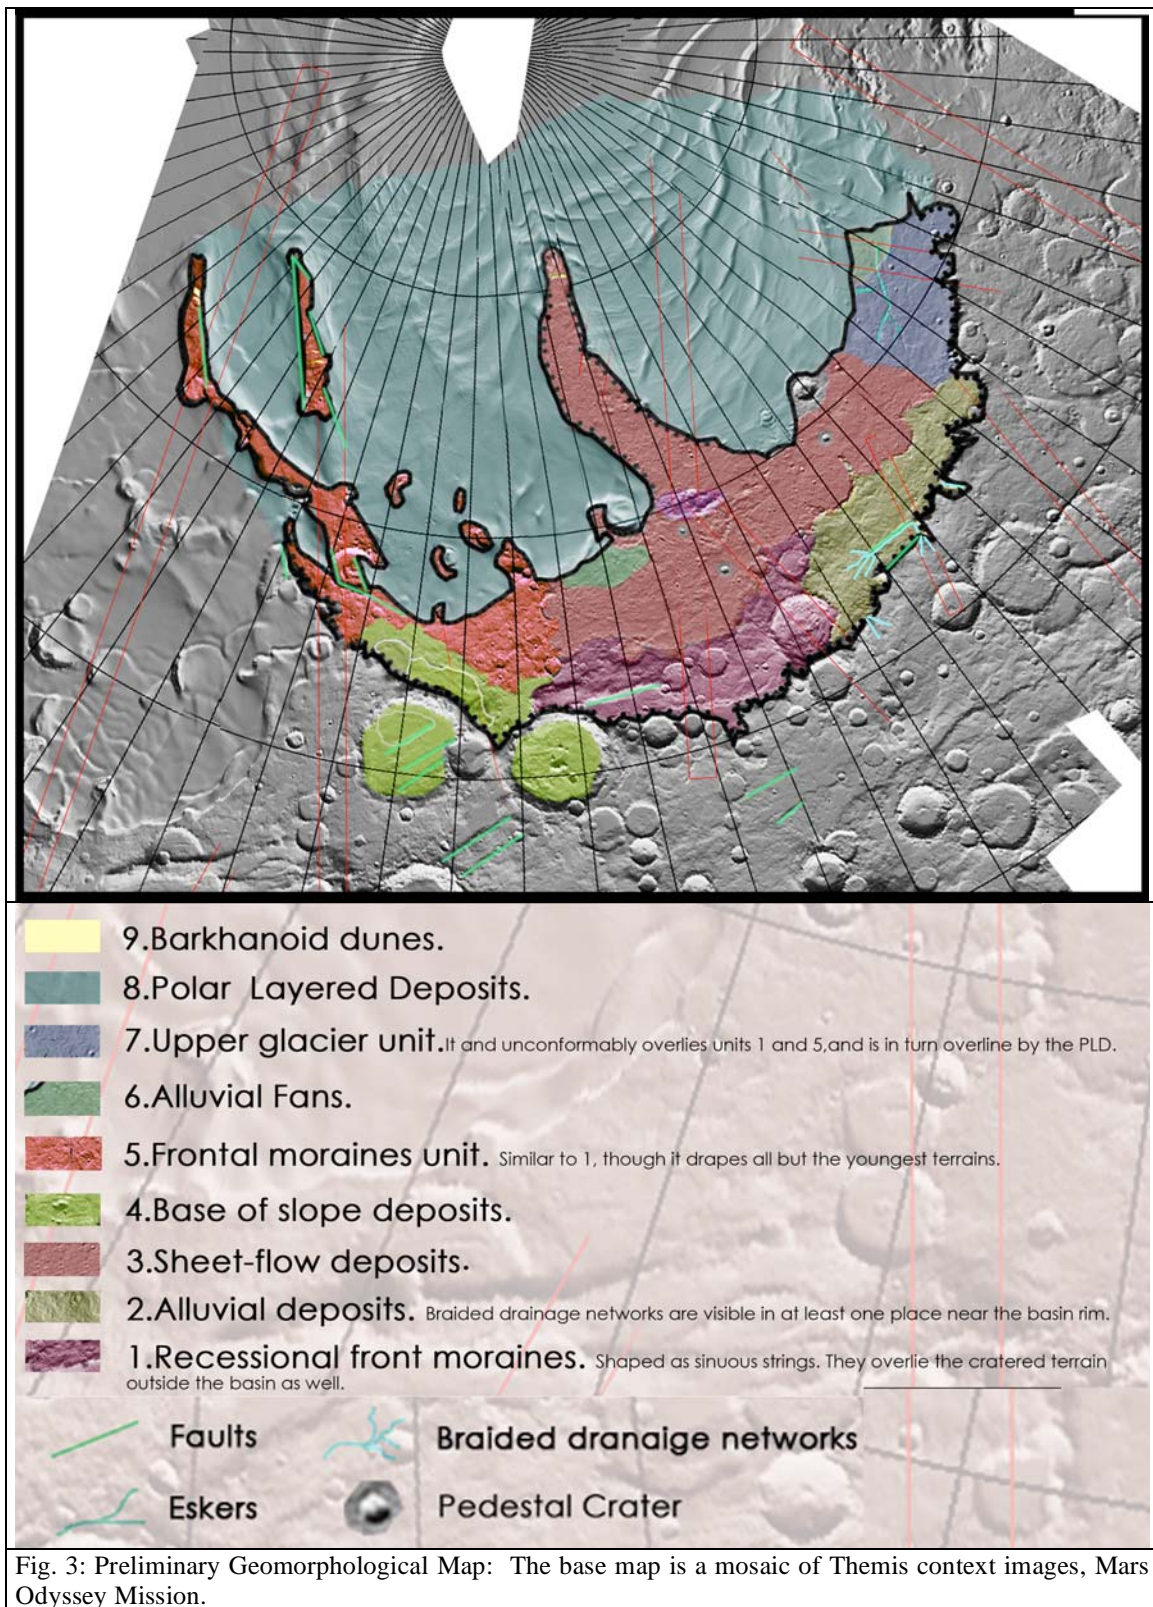 9.Barkhanoid dunes.
8.Polar Layered Deposits.
7.Upper glacier unit.It and unconformably overlies units 1 and 5,and is in turn overline by the PLD.
6.Alluvial Fans.
5.Frontal moraines unit. Similar to 1, though it drapes all but the youngest terrains.
4.Base of slope deposits.
3.Sheet-flow deposits.
2.Alluvial deposits. Braided drainage networks are visible in at least one place near the basin rim.
1.Recessional front moraines. Shaped as sinuous strings. They overlie the cratered terrain
outside the basin as well.
Faults
Braided dranaige networks
Eskers
Pedestal Crater
Fig. 3: Preliminary Geomorphological Map: The base map is a mosaic of Themis context images, Mars
Odyssey Mission.